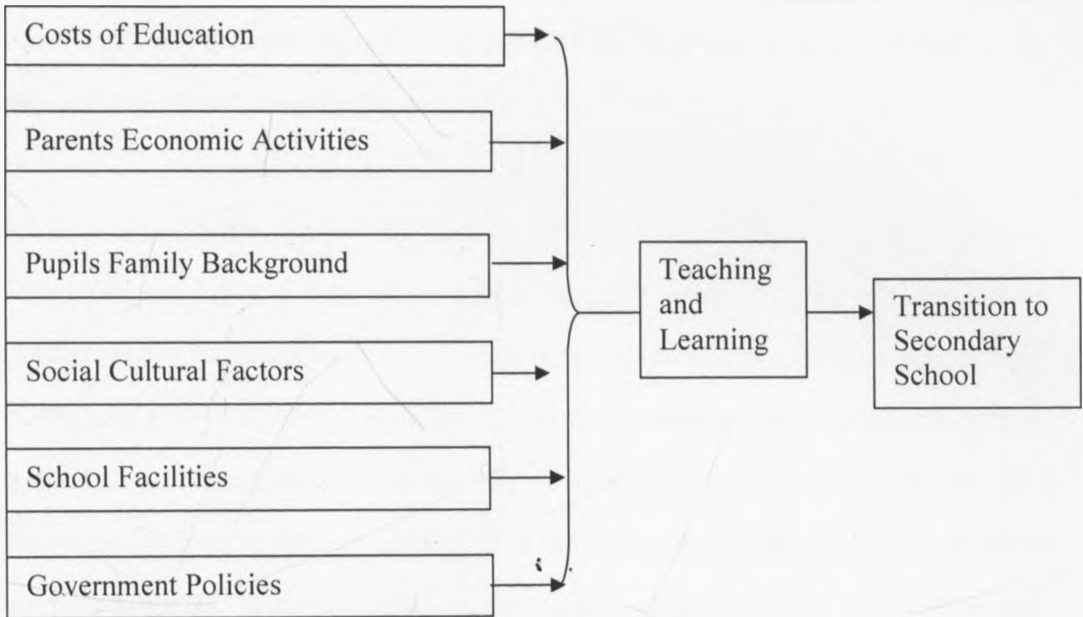 Costs of Education
Parents Economic Activities
Pupils Family Background
Social Cultural Factors
School Facilities
Government Policies
Teaching
and
Learning
Transition to
Secondary
School